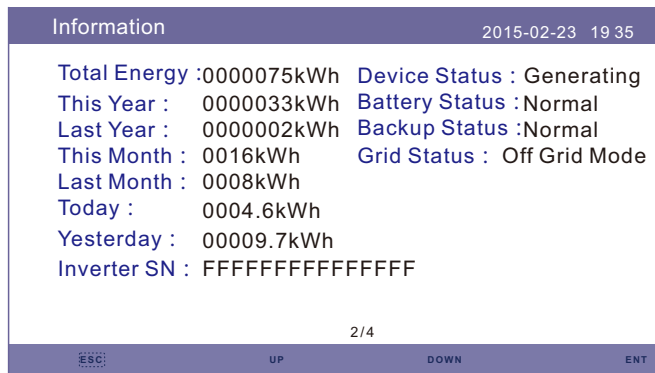 Information 2015-02-23 19 35
Total Energy : 0000075kWh Device Status : Generating
This Year : 0000033kWh Battery Status : Normal
Last Year : 0000002kWh Backup Status : Normal
This Month : 0016kWh Grid Status : Off Grid Mode
Last Month : 0008kWh
Today : 0004.6kWh
Yesterday : 00009.7kWh
Inverter SN : FFFFFFFFFFFFFFF
2/4
ESC UP DOWN ENT